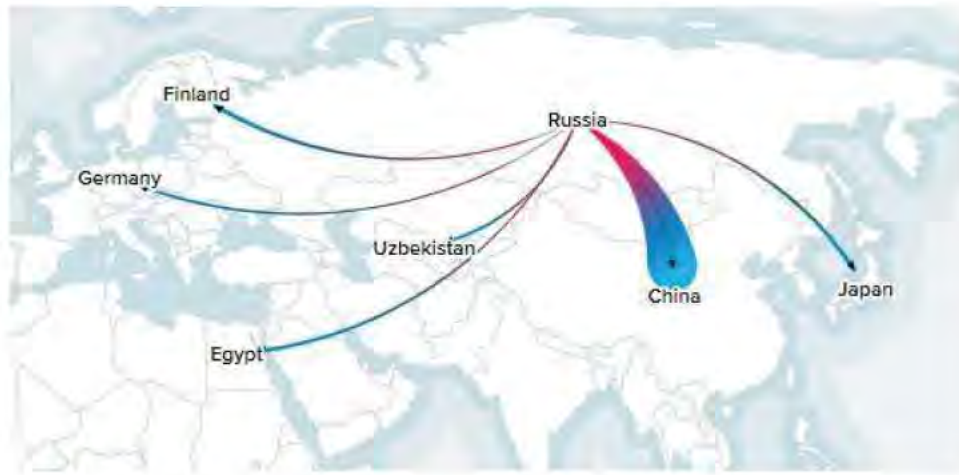 Finland
Russia
Germany
Uzbekistan
China
Japan
Egypt